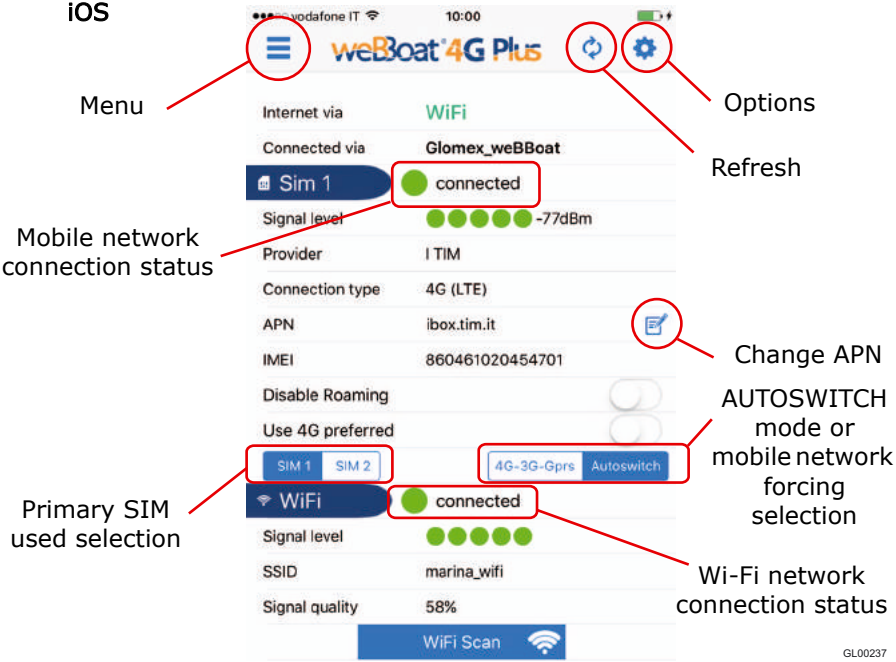 iOS
vodafone IT 10:00
weBBoat 4G Plus
Menu
Options
Refresh
Internet via WiFi
Connected via Glomex_weBBoat
Sim 1 connected
Signal level -77dBm
Mobile network
connection status
Provider I TIM
Connection type 4G (LTE)
APN ibox.tim.it
Change APN
IMEI 860461020454701
Disable Roaming
Use 4G preferred
AUTOSWITCH
mode or
mobile network
forcing
selection
SIM 1 SIM 2 4G-3G-Gprs Autoswitch
Primary SIM
used selection
WiFi connected
Signal level
SSID marina_wifi
Wi-Fi network
connection status
Signal quality 58%
WiFi Scan
GL00237